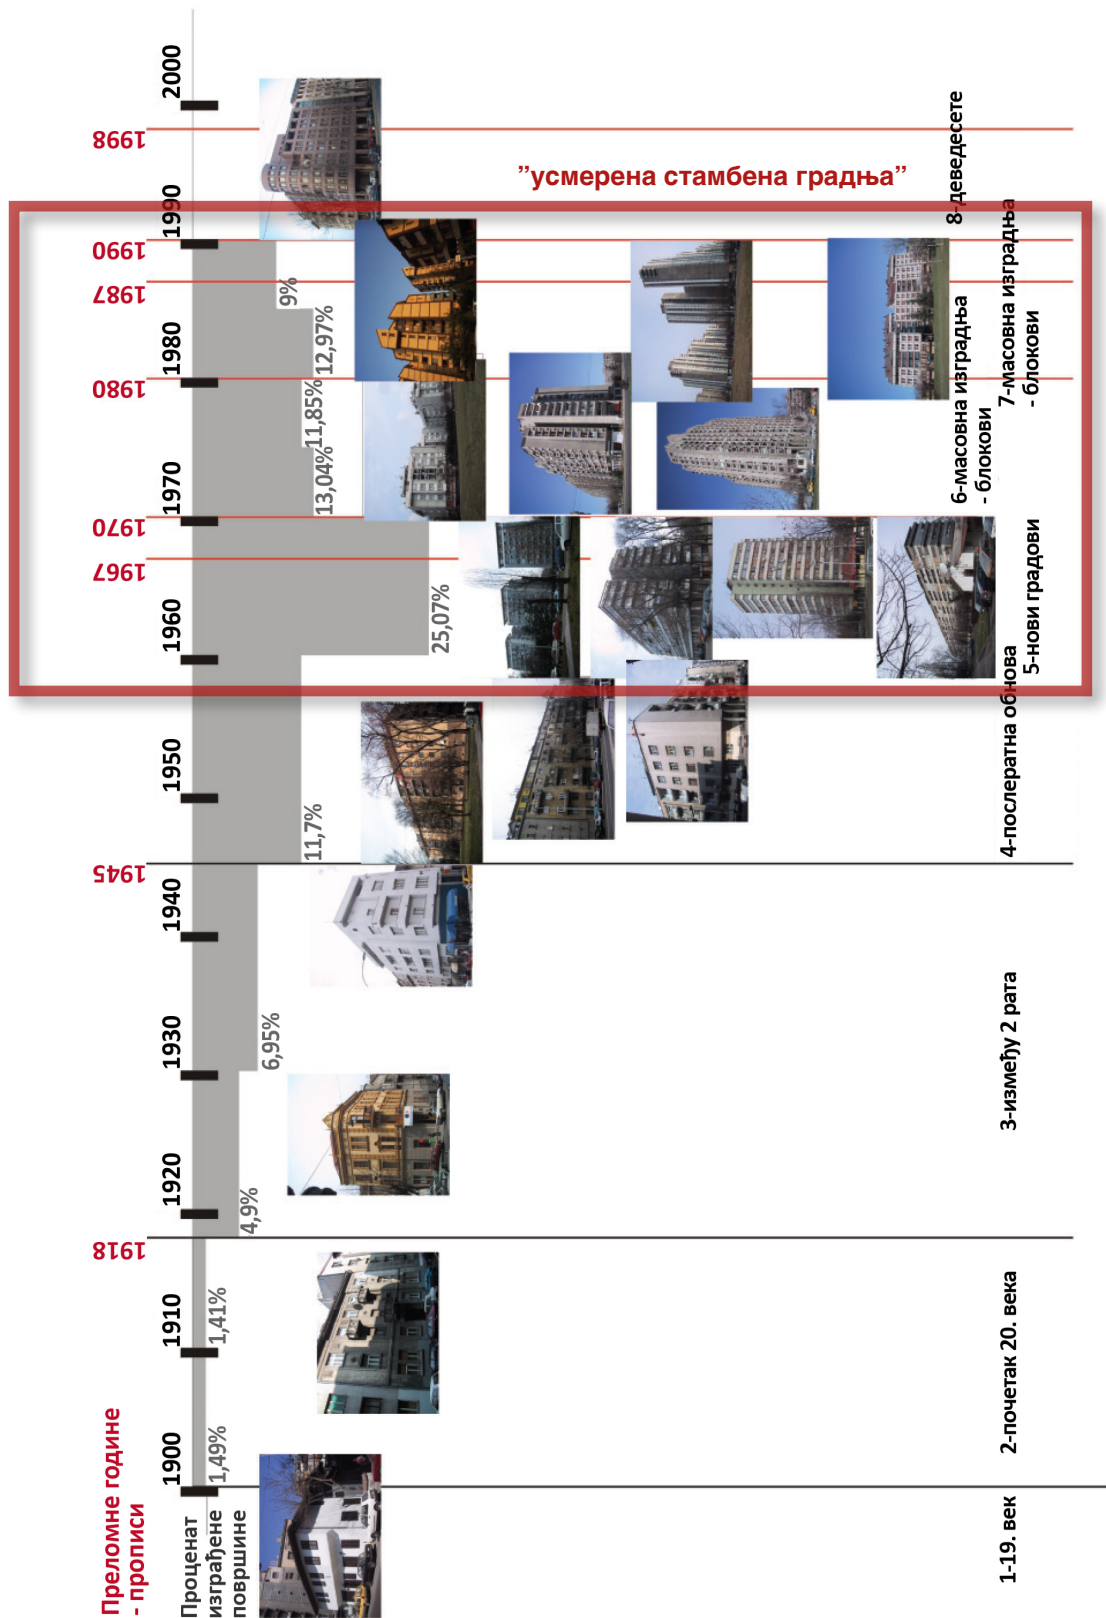 Преломне године
- прописи
1918
1945
1967
1970
1980
1987
1990
1998
1900
1910
1920
1930
1940
1950
1960
1970
1980
1990
2000
Проценат
изграђене
површине
1,49%
1,41%
4,9%
6,95%
11,7%
25,07%
13,04%
11,85%
12,97%
9%
”усмерена стамбена градња”
1-19. век
2-почетак 20. века
3-између 2 рата
4-послератна обнова
5-нови градови
6-масовна изградња
- блокови
7-масовна изградња
- блокови
8-деведесете